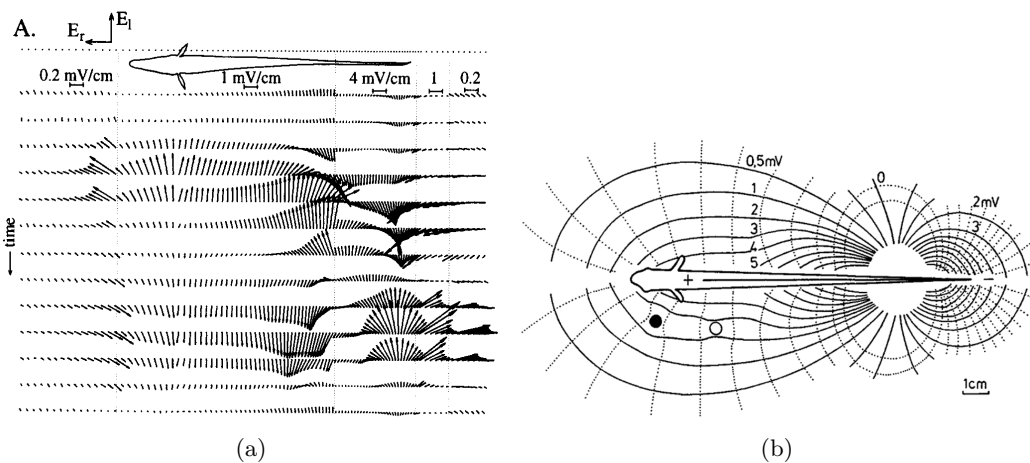 A.
E_r
E_l
0.2 mV/cm
1 mV/cm
4 mV/cm
1
0.2
time
(a)
0,5mV
1
2
3
4
5
0
2mV
3
+
−
1cm
(b)